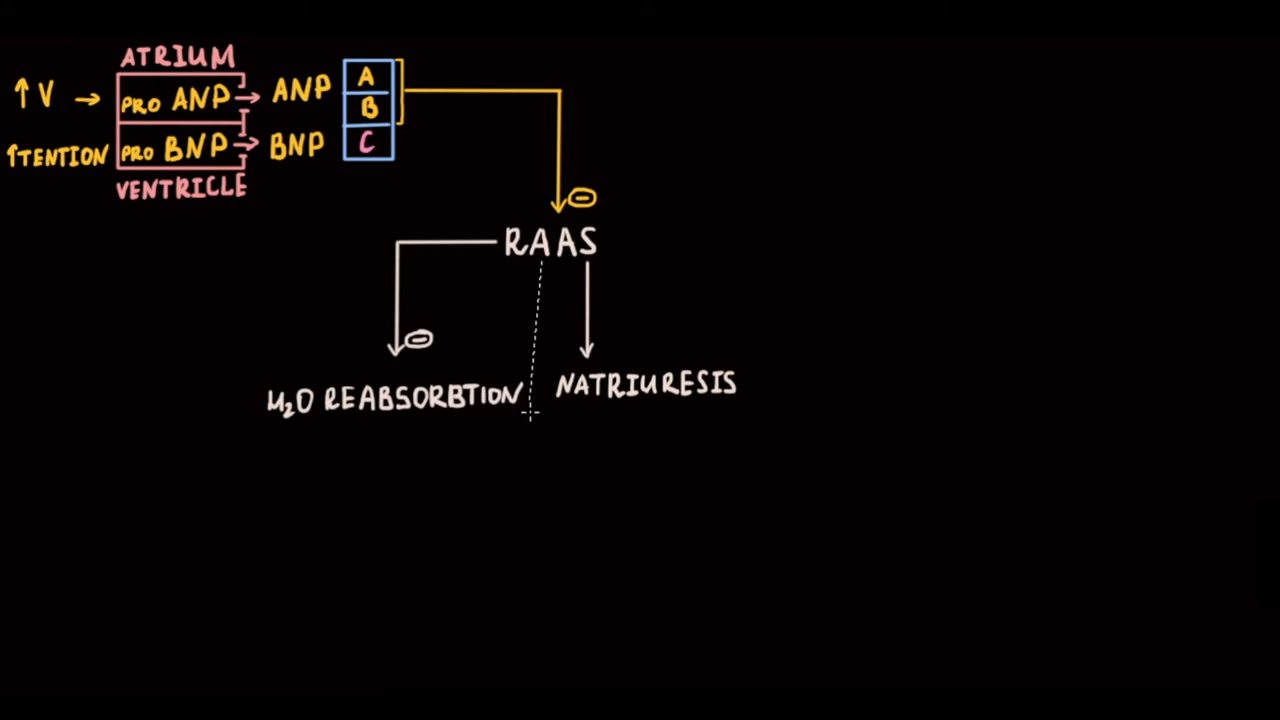 ATRIUM
↑V → PRO ANP → ANP A
B
↑TENTION PRO BNP → BNP C
VENTRICLE
⊖
RAAS
⊖
H₂O REABSORBTION NATRIURESIS